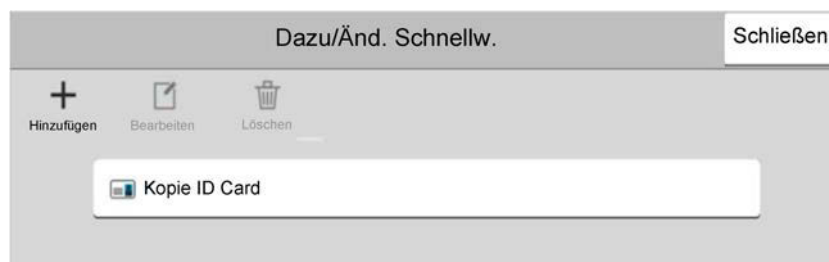 Dazu/Änd. Schnellw.
Schließen
Hinzufügen
Bearbeiten
Löschen
Kopie ID Card